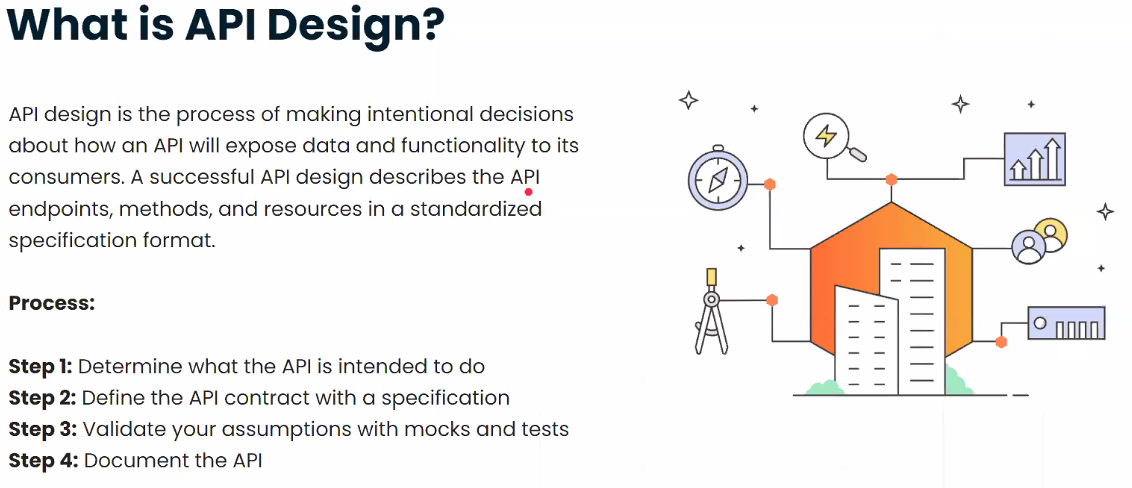 What is API Design?
API design is the process of making intentional decisions
about how an API will expose data and functionality to its
consumers. A successful API design describes the API
endpoints, methods, and resources in a standardized
specification format.
Process:
Step 1: Determine what the API is intended to do
Step 2: Define the API contract with a specification
Step 3: Validate your assumptions with mocks and tests
Step 4: Document the API